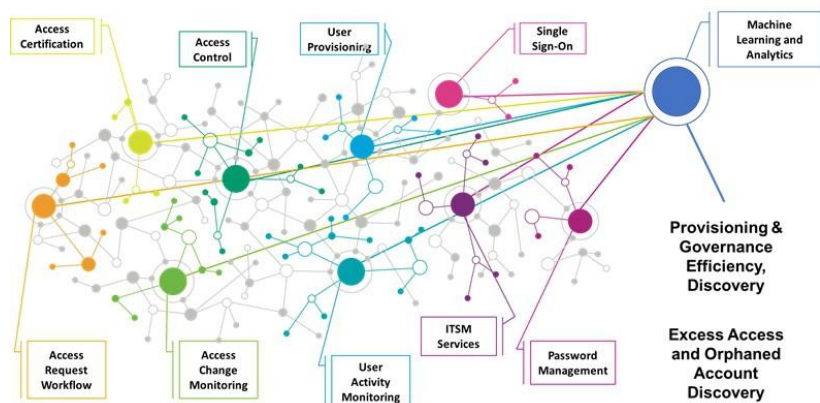 Access
Certification
Access
Control
User
Provisioning
Single
Sign-On
Machine
Learning and
Analytics
Provisioning &
Governance
Efficiency,
Discovery
Excess Access
and Orphaned
Account
Discovery
Access
Request
Workflow
Access
Change
Monitoring
User
Activity
Monitoring
ITSM
Services
Password
Management